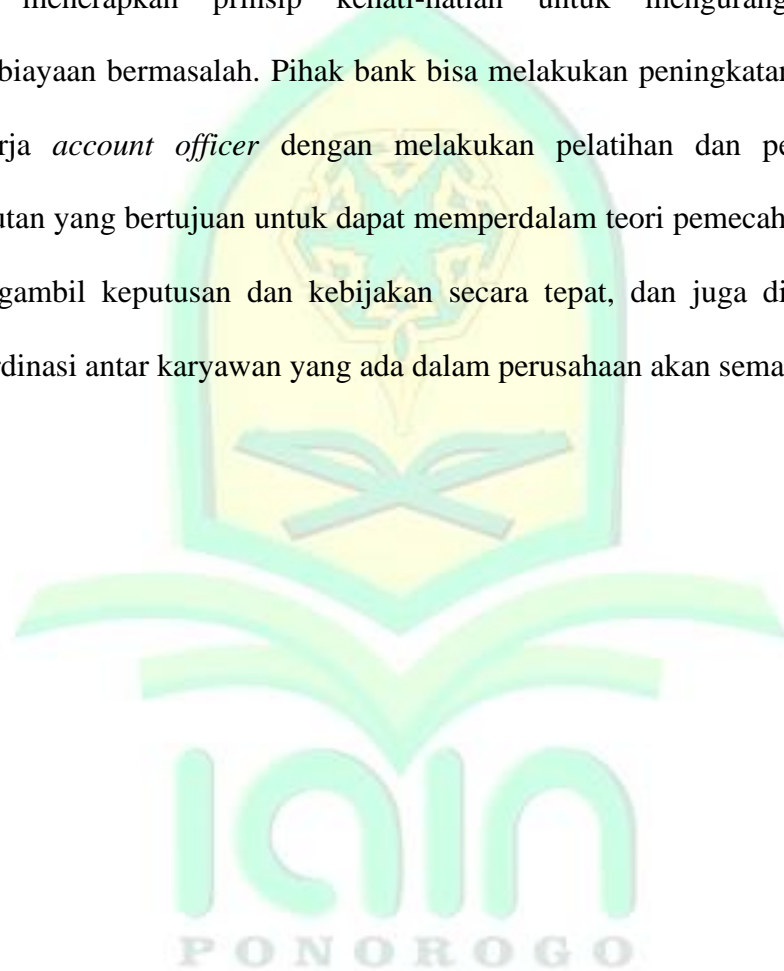 menerapkan prinsip kehati-hatian untuk mengurang
biayaan bermasalah. Pihak bank bisa melakukan peningkatan
rja account officer dengan melakukan pelatihan dan pe
utan yang bertujuan untuk dapat memperdalam teori pemecah
gambil keputusan dan kebijakan secara tepat, dan juga di
rdinasi antar karyawan yang ada dalam perusahaan akan sema
IAIN
PONOROGO